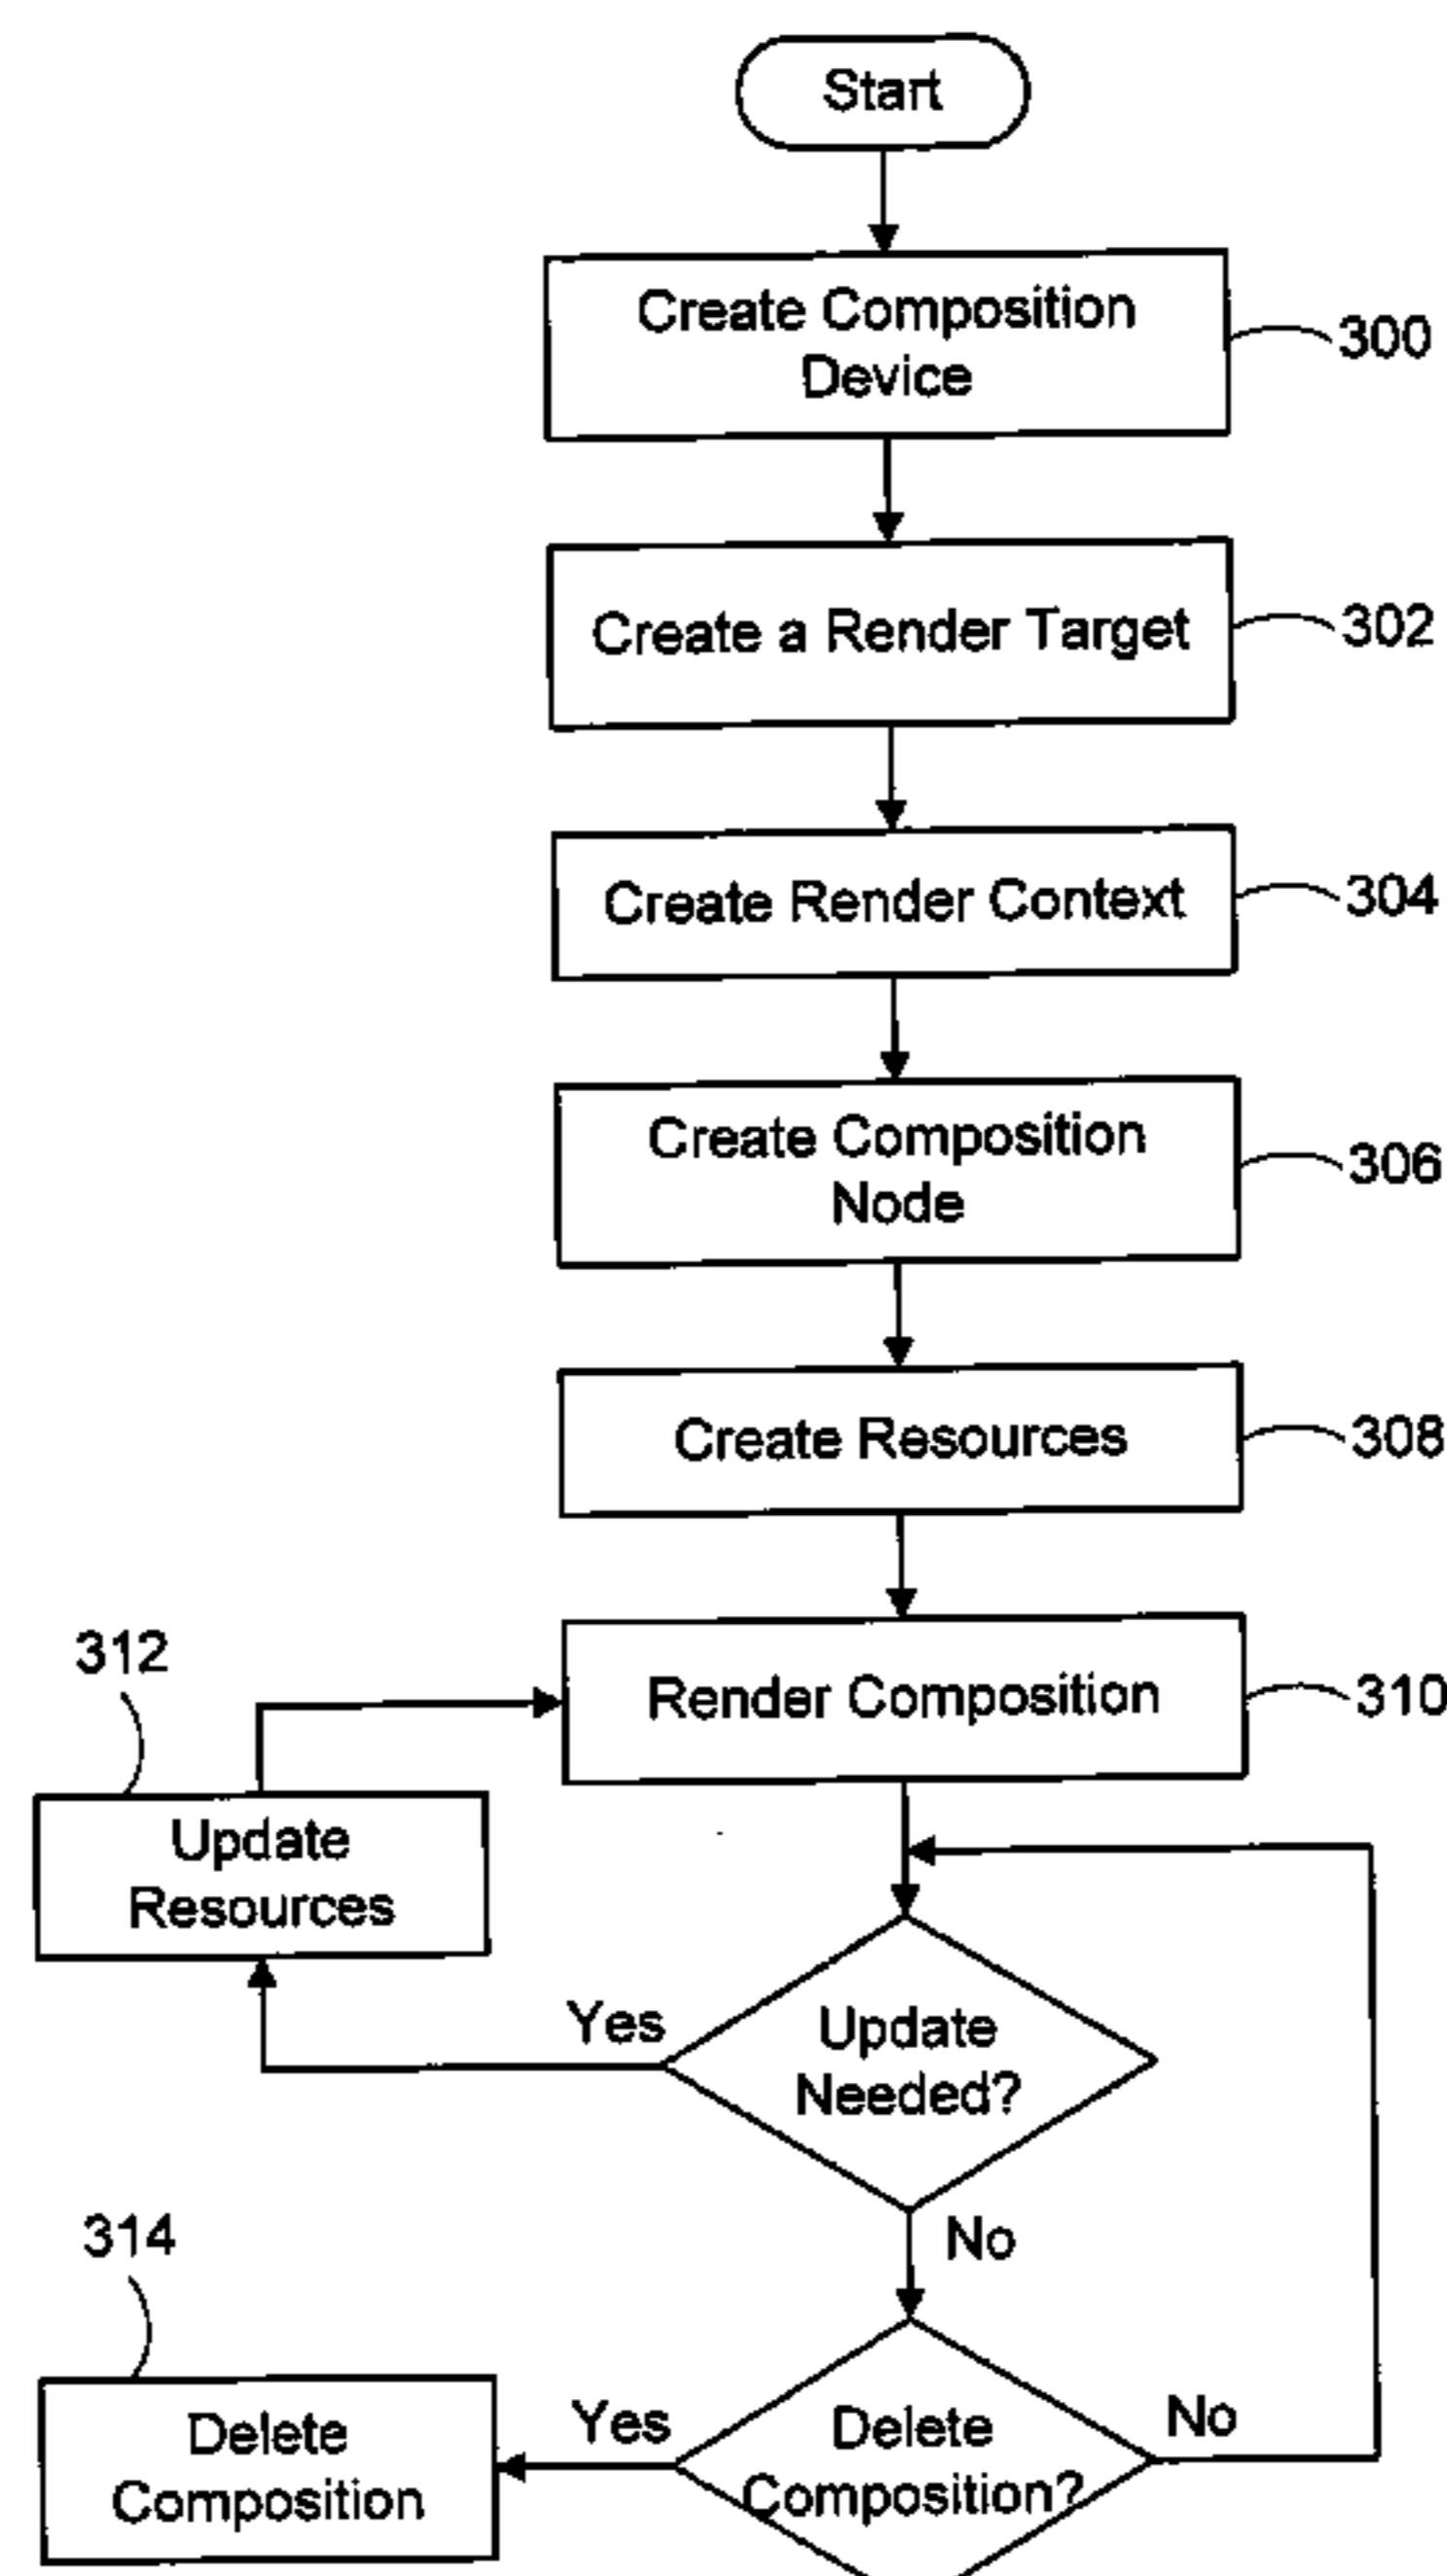 Start
Create Composition
Device
300
Create a Render Target
302
Create Render Context
304
Create Composition
Node
306
Create Resources
308
312
Render Composition
310
Update
Resources
Yes
Update
Needed?
No
314
Delete
Composition
Yes
Delete
Composition?
No